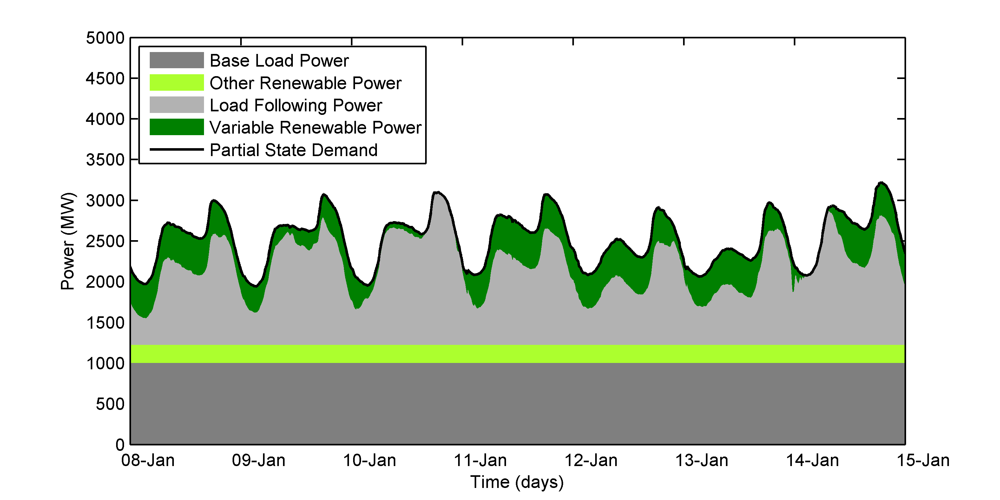 5000
4500
4000
3500
3000
2500
2000
1500
1000
500
0
Power (MW)
Base Load Power
Other Renewable Power
Load Following Power
Variable Renewable Power
Partial State Demand
08-Jan 09-Jan 10-Jan 11-Jan 12-Jan 13-Jan 14-Jan 15-Jan
Time (days)